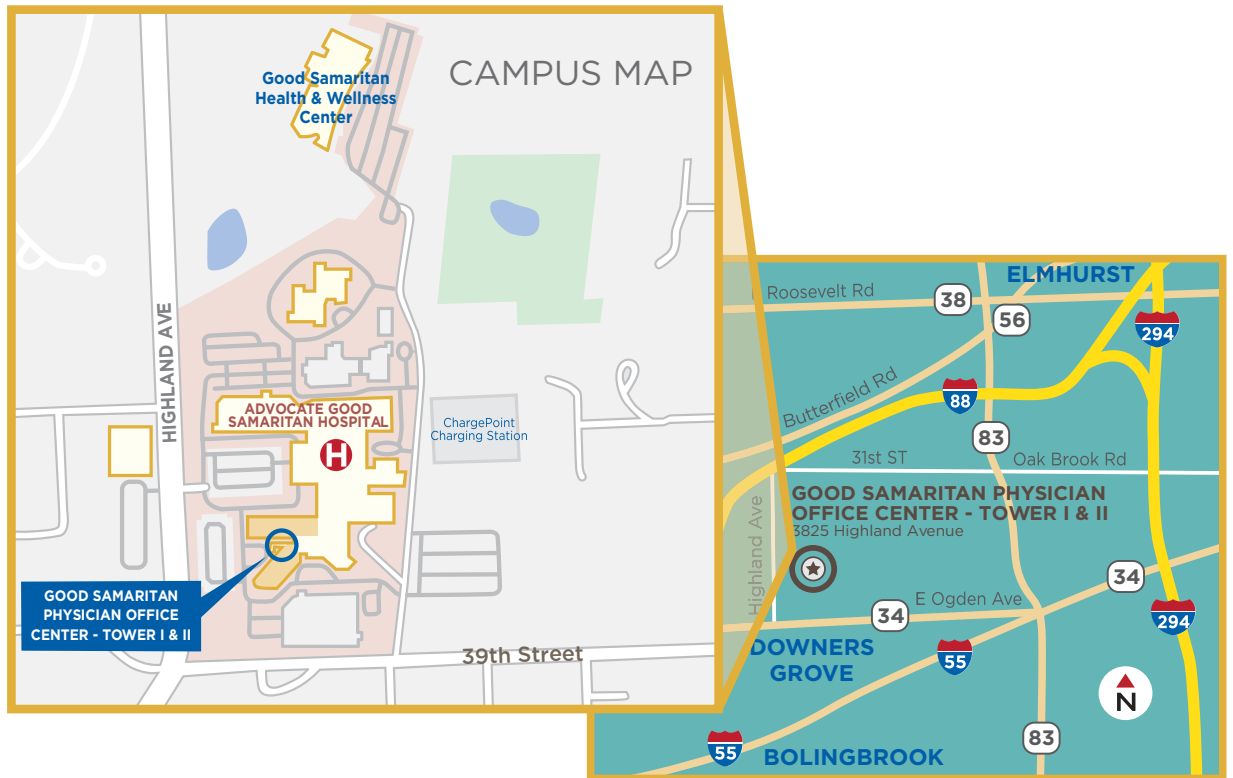 CAMPUS MAP
Good Samaritan
Health & Wellness
Center
HIGHLAND AVE
ADVOCATE GOOD
SAMARITAN HOSPITAL
H
ChargePoint
Charging Station
GOOD SAMARITAN
PHYSICIAN OFFICE
CENTER - TOWER I & II
39th Street
ELMHURST
Roosevelt Rd
38
56
294
Butterfield Rd
88
83
31st ST
Oak Brook Rd
GOOD SAMARITAN PHYSICIAN
OFFICE CENTER - TOWER I & II
3825 Highland Avenue
Highland Ave
34
E Ogden Ave
34
294
DOWNERS
GROVE
55
N
83
55
BOLINGBROOK